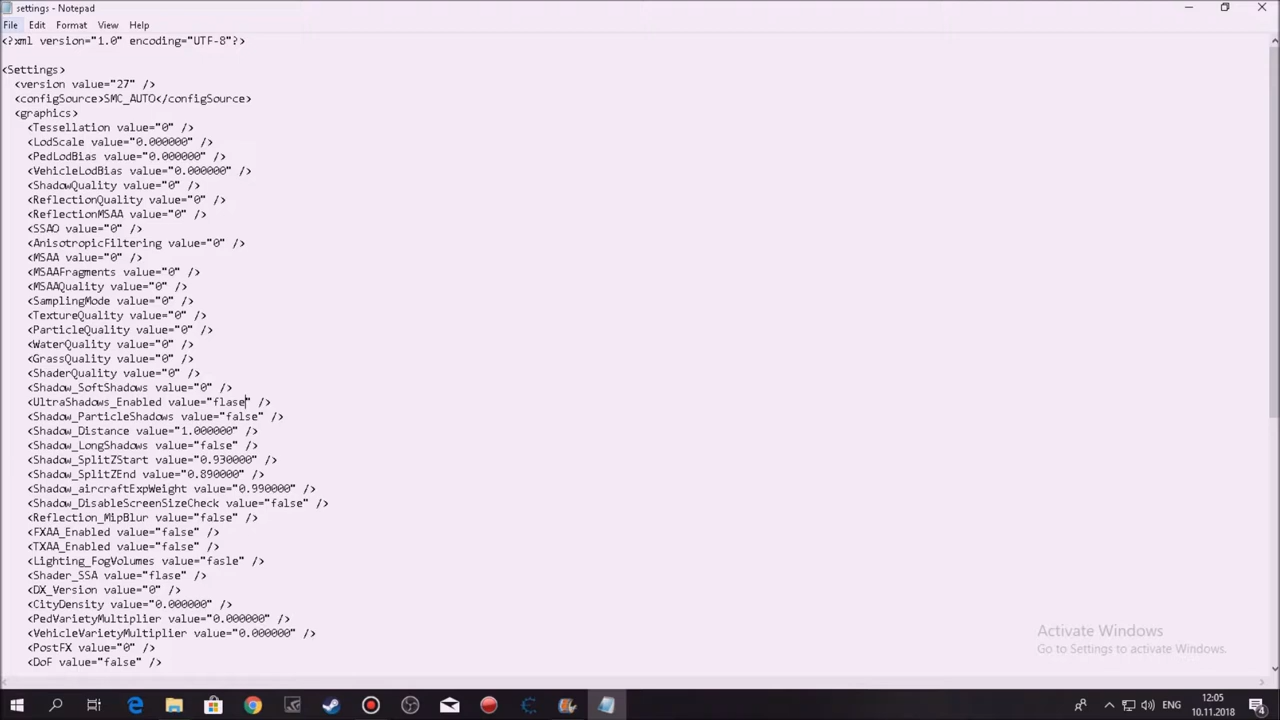 settings - Notepad
File Edit Format View Help
<?xml version="1.0" encoding="UTF-8"?>
<Settings>
<version value="27" />
<configSource>SMC_AUTO</configSource>
<graphics>
<Tessellation value="0" />
<LodScale value="0.000000" />
<PedLodBias value="0.000000" />
<VehicleLodBias value="0.000000" />
<ShadowQuality value="0" />
<ReflectionQuality value="0" />
<ReflectionMSAA value="0" />
<SSAO value="0" />
<AnisotropicFiltering value="0" />
<MSAA value="0" />
<MSAAFragments value="0" />
<MSAAQuality value="0" />
<SamplingMode value="0" />
<TextureQuality value="0" />
<ParticleQuality value="0" />
<WaterQuality value="0" />
<GrassQuality value="0" />
<ShaderQuality value="0" />
<Shadow_SoftShadows value="0" />
<UltraShadows_Enabled value="flase" />
<Shadow_ParticleShadows value="false" />
<Shadow_Distance value="1.000000" />
<Shadow_LongShadows value="false" />
<Shadow_SplitZStart value="0.930000" />
<Shadow_SplitZEnd value="0.890000" />
<Shadow_aircraftExpWeight value="0.990000" />
<Shadow_DisableScreenSizeCheck value="false" />
<Reflection_MipBlur value="false" />
<FXAA_Enabled value="false" />
<TXAA_Enabled value="false" />
<Lighting_FogVolumes value="fasle" />
<Shader_SSA value="flase" />
<DX_Version value="0" />
<CityDensity value="0.000000" />
<PedVarietyMultiplier value="0.000000" />
<VehicleVarietyMultiplier value="0.000000" />
<PostFX value="0" />
<DoF value="false" />
Activate Windows
Go to Settings to activate Windows.
ENG
12:05
10.11.2018
4